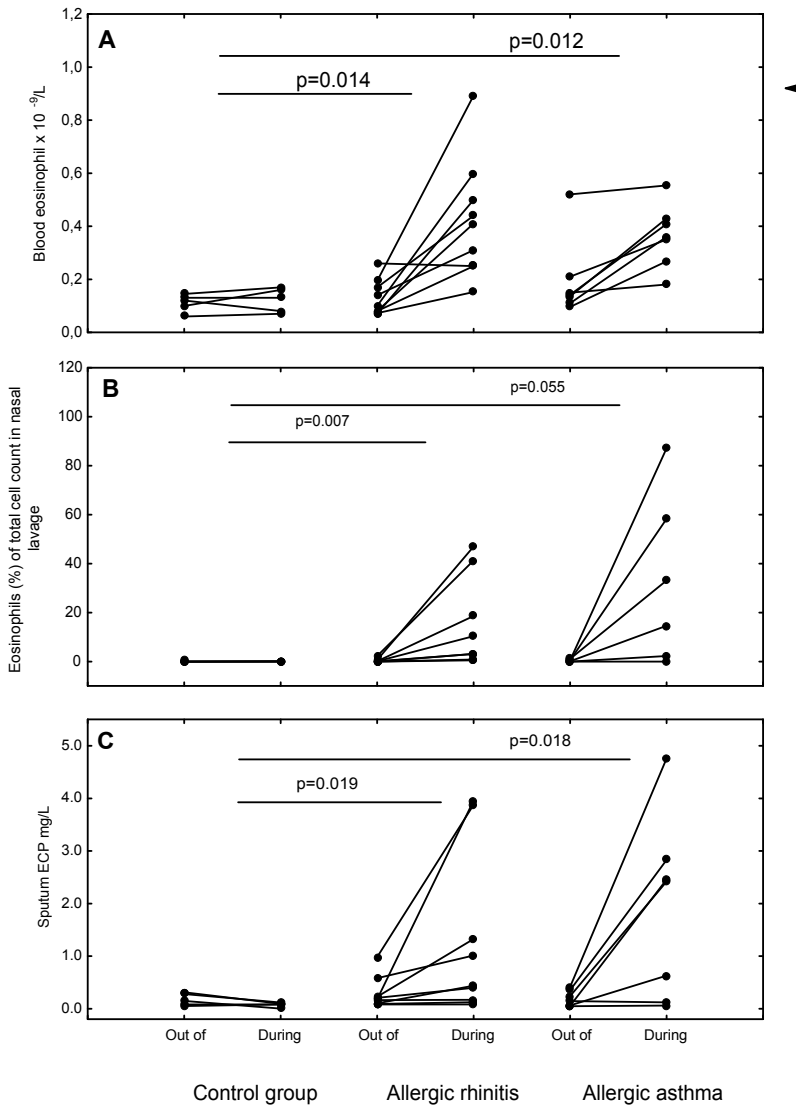 A
p=0.012
p=0.014
1,2
1,0
0,8
0,6
0,4
0,2
0,0
Blood eosinophil x 10 -9/L
B
p=0.055
p=0.007
120
100
80
60
40
20
0
Eosinophils (%) of total cell count in nasal
lavage
C
p=0.018
p=0.019
5.0
4.0
3.0
2.0
1.0
0.0
Sputum ECP mg/L
Out of During Out of During Out of During
Control group Allergic rhinitis Allergic asthma